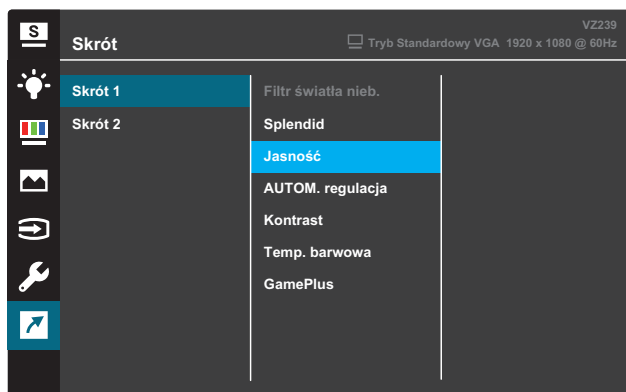 S
VZ239
Skrót
Tryb Standardowy VGA 1920 x 1080 @ 60Hz
Skrót 1
Skrót 2
Filtr światła nieb.
Splendid
Jasność
AUTOM. regulacja
Kontrast
Temp. barwowa
GamePlus